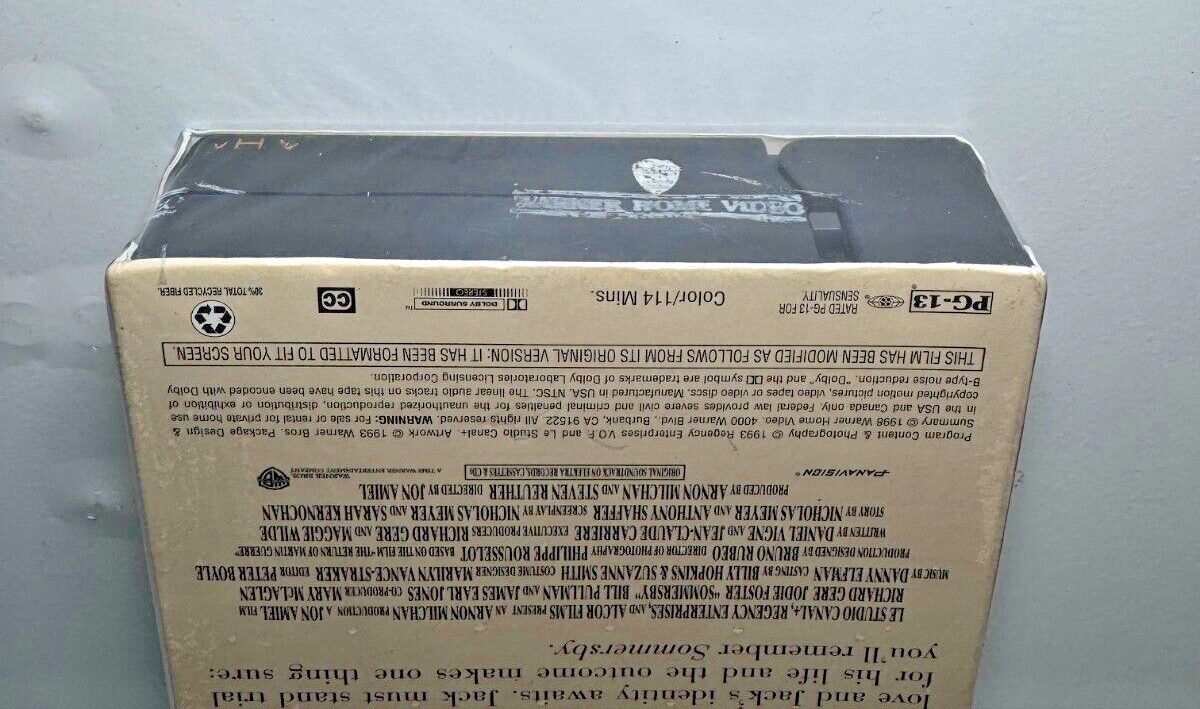 love and Jack's identity awaits. Jack must stand trial
for his life and the outcome makes one thing sure:
you'll remember Sommersby.
LE STUDIO CANAL+, REGENCY ENTERPRISES, AND ALCOR FILMS PRESENT AN ARNON MILCHAN PRODUCTION A JON AMIEL FILM
RICHARD GERE JODIE FOSTER "SOMMERSBY" BILL PULLMAN AND JAMES EARL JONES CO-PRODUCER MARY McLAGLEN
MUSIC BY DANNY ELFMAN CASTING BY BILLY HOPKINS & SUZANNE SMITH COSTUME DESIGNER MARILYN VANCE-STRAKER EDITOR PETER BOYLE
PRODUCTION DESIGNED BY BRUNO RUBEO DIRECTOR OF PHOTOGRAPHY PHILIPPE ROUSSELOT BASED ON THE FILM "THE RETURN OF MARTIN GUERRE"
WRITTEN BY DANIEL VIGNE AND JEAN-CLAUDE CARRIERE EXECUTIVE PRODUCERS RICHARD GERE AND MAGGIE WILDE
STORY BY NICHOLAS MEYER AND ANTHONY SHAFFER SCREENPLAY BY NICHOLAS MEYER AND SARAH KERNOCHAN
PRODUCED BY ARNON MILCHAN AND STEVEN REUTHER DIRECTED BY JON AMIEL
PANAVISION®
ORIGINAL SOUNDTRACK ON ELEKTRA RECORDS, CASSETTES & CDs
WARNER BROS.
A TIME WARNER ENTERTAINMENT COMPANY
Program Content & Photography © 1993 Regency Enterprises V.O.F. and Le Studio Canal+. Artwork © 1993 Warner Bros. Package Design &
Summary © 1998 Warner Home Video. 4000 Warner Blvd., Burbank, CA 91522. All rights reserved. WARNING: For sale or rental for private home use
in the USA and Canada only. Federal law provides severe civil and criminal penalties for the unauthorized reproduction, distribution or exhibition of
copyrighted motion pictures, video tapes or video discs. Manufactured in USA. NTSC. The linear audio tracks on this tape have been encoded with Dolby
B-type noise reduction. "Dolby" and the DD symbol are trademarks of Dolby Laboratories Licensing Corporation.
THIS FILM HAS BEEN MODIFIED AS FOLLOWS FROM ITS ORIGINAL VERSION: IT HAS BEEN FORMATTED TO FIT YOUR SCREEN.
PG-13®
RATED PG-13 FOR
SENSUALITY.
Color/114 Mins.
DOLBY SURROUND
STEREO ™
CC
30% TOTAL RECYCLED FIBER.
WARNER HOME VIDEO